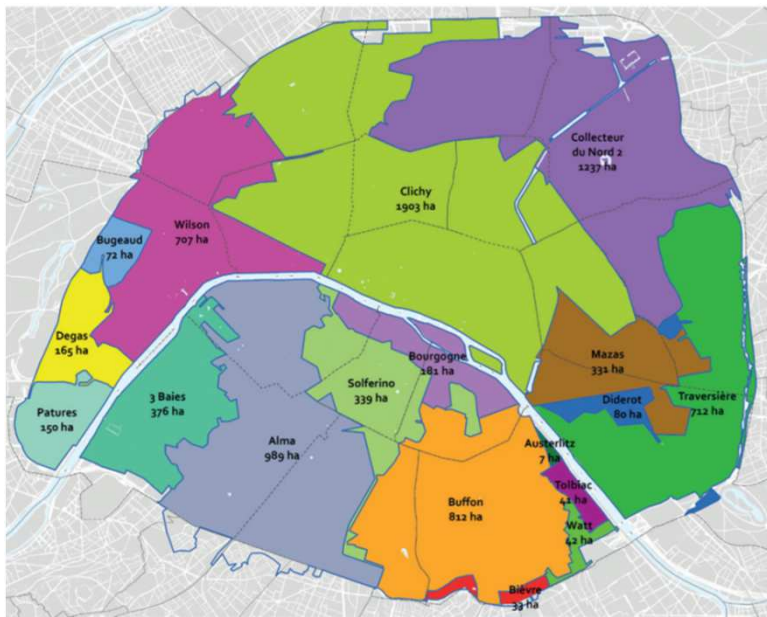 Collecteur
du Nord 2
1237 ha
Clichy
1903 ha
Wilson
707 ha
Bugeaud
72 ha
Degas
165 ha
Patures
150 ha
3 Baies
376 ha
Alma
989 ha
Solferino
339 ha
Bourgogne
181 ha
Mazas
331 ha
Diderot
80 ha
Traversière
712 ha
Austerlitz
7 ha
Tolbiac
41 ha
Watt
42 ha
Buffon
812 ha
Bièvre
33 ha